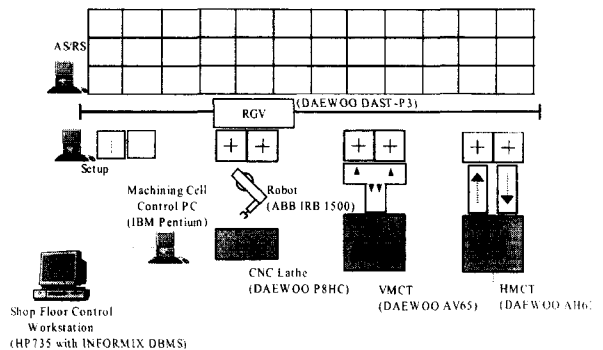 AS/RS
(DAEWOO DAST-P3)
RGV
Setup
Machining Cell
Control PC
(IBM Pentium)
Robot
(ABB IRB 1500)
CNC Lathe
(DAEWOO P8HC)
VMCT
(DAEWOO AV65)
HMCT
(DAEWOO
Shop Floor Control
Workstation
(HP735 with INFORMIX DBMS)